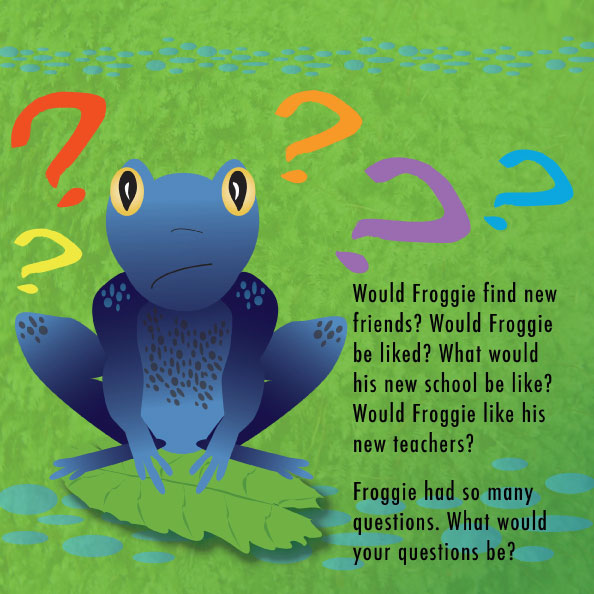 Would Froggie find new
friends? Would Froggie
be liked? What would
his new school be like?
Would Froggie like his
new teachers?
Froggie had so many
questions. What would
your questions be?